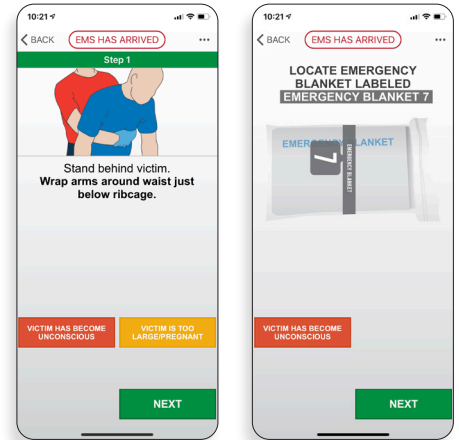 10:21
BACK
EMS HAS ARRIVED
...
Step 1
Stand behind victim.
Wrap arms around waist just
below ribcage.
VICTIM HAS BECOME
UNCONSCIOUS
VICTIM IS TOO
LARGE/PREGNANT
NEXT
10:21
BACK
EMS HAS ARRIVED
...
LOCATE EMERGENCY
BLANKET LABELED
EMERGENCY BLANKET 7
EMERGENCY BLANKET
7
EMERGENCY BLANKET
VICTIM HAS BECOME
UNCONSCIOUS
NEXT